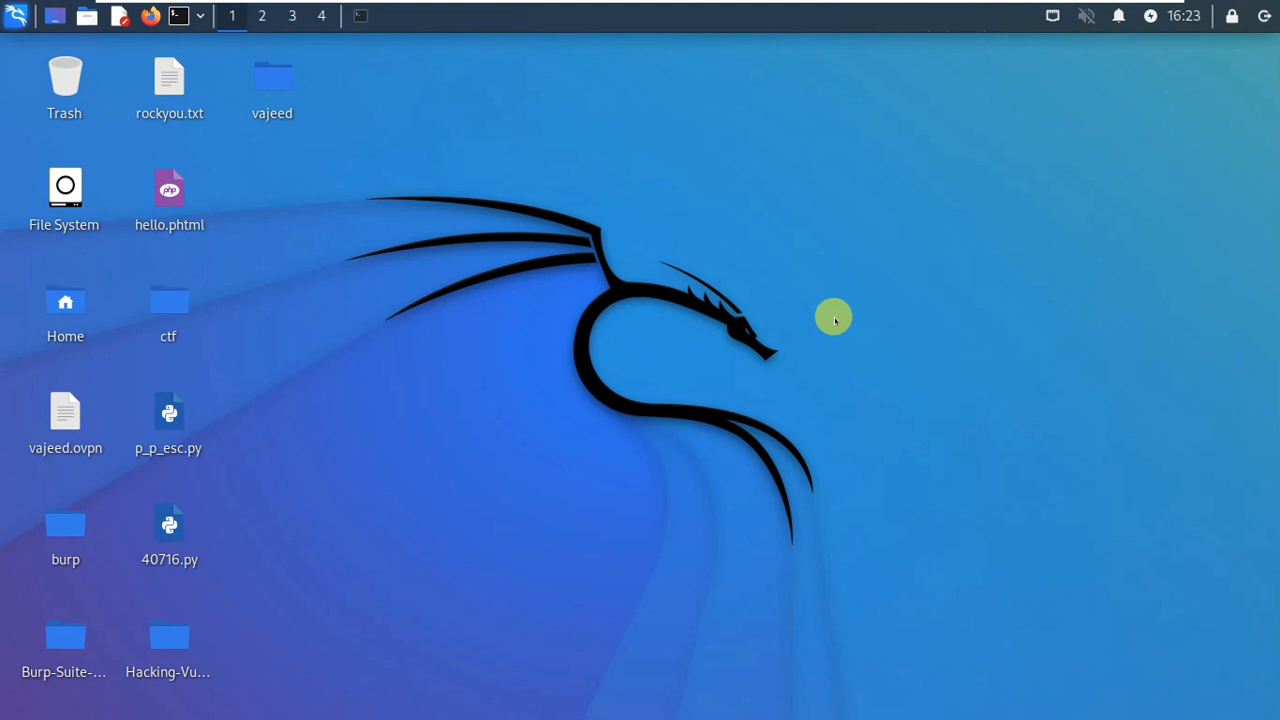 1 2 3 4 16:23
Trash rockyou.txt vajeed
php
File System hello.phtml
Home ctf
vajeed.ovpn p_p_esc.py
burp 40716.py
Burp-Suite-... Hacking-Vu...